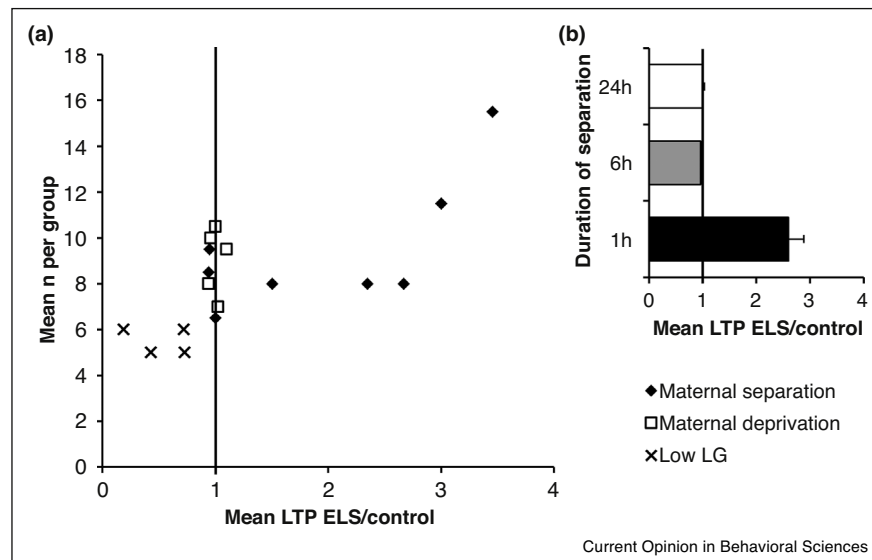 (a)
18
16
14
12
10
8
6
4
2
0
Mean n per group
0 1 2 3 4
Mean LTP ELS/control
(b)
Duration of separation
24h
6h
1h
0 1 2 3 4
Mean LTP ELS/control
Maternal separation
Maternal deprivation
Low LG
Current Opinion in Behavioral Sciences